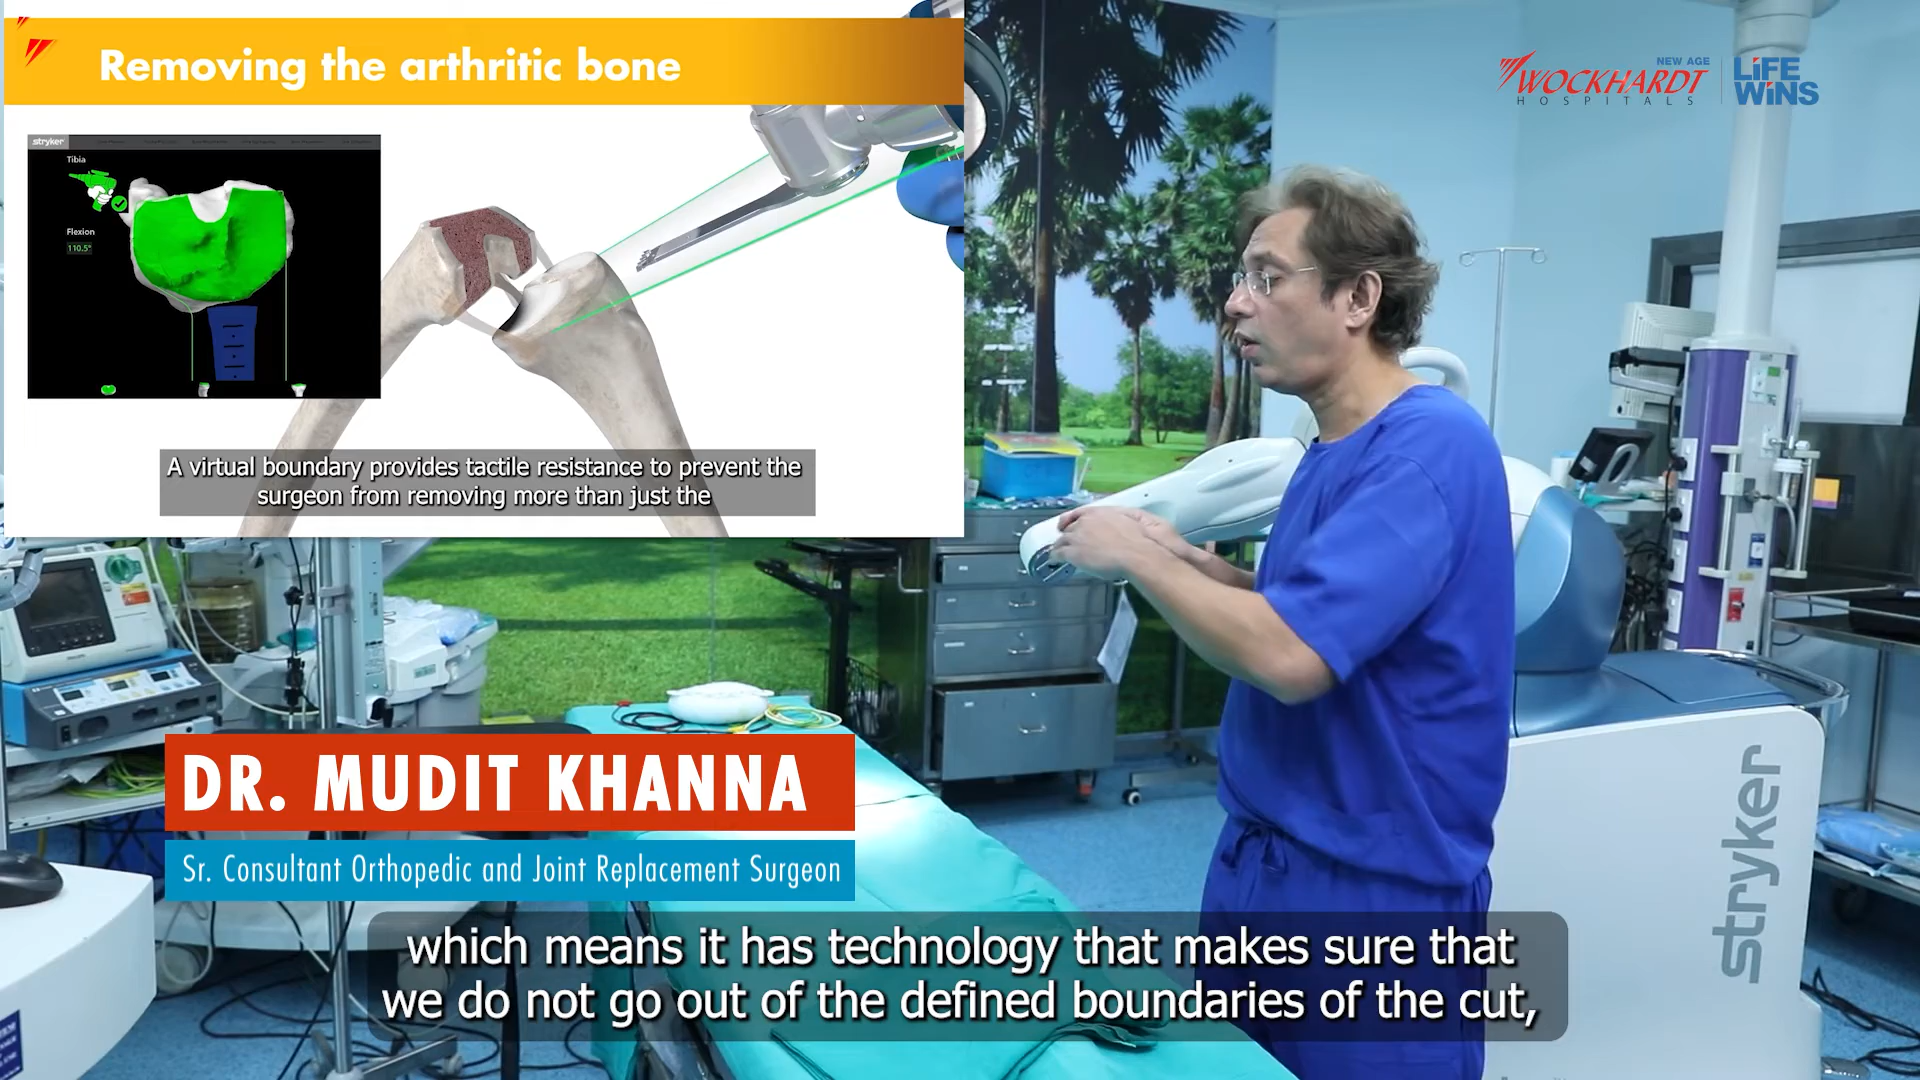 Removing the arthritic bone
stryker
Tibia
Flexion
110.5°
A virtual boundary provides tactile resistance to prevent the
surgeon from removing more than just the
NEW AGE
WOCKHARDT
HOSPITALS
LiFE
WiNS
DR. MUDIT KHANNA
Sr. Consultant Orthopedic and Joint Replacement Surgeon
stryker
which means it has technology that makes sure that
we do not go out of the defined boundaries of the cut,